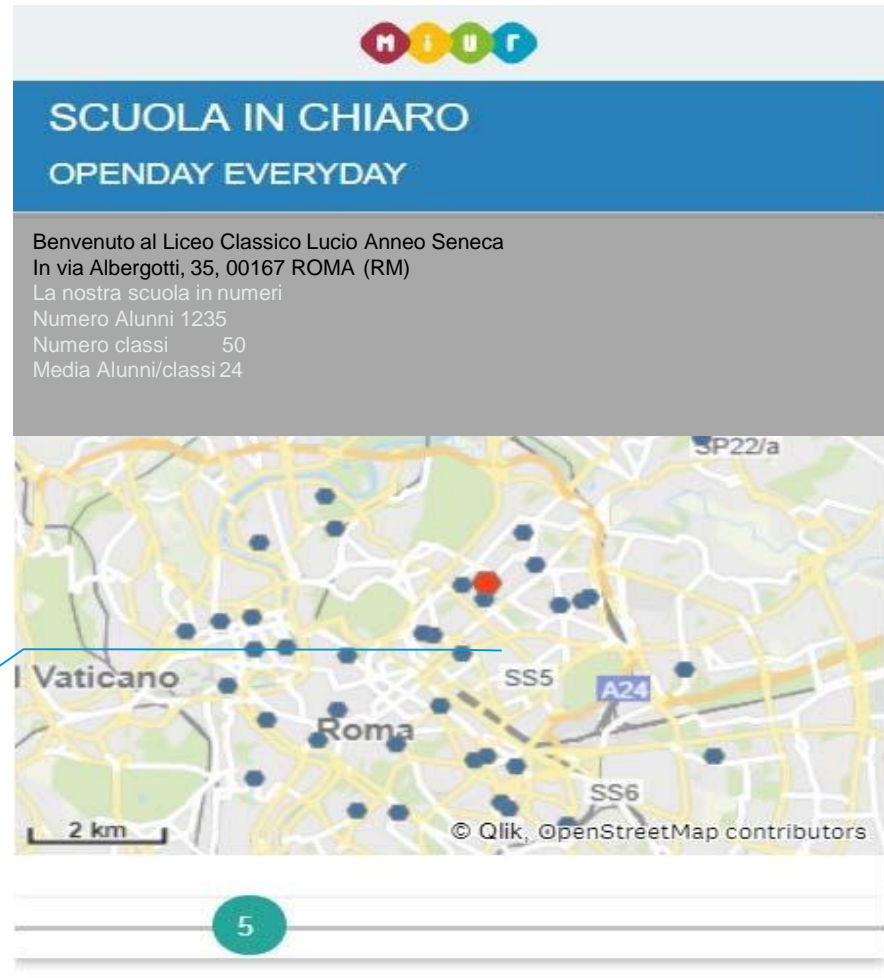 MiUr
SCUOLA IN CHIARO
OPENDAY EVERYDAY
Benvenuto al Liceo Classico Lucio Anneo Seneca
In via Albergotti, 35, 00167 ROMA (RM)
La nostra scuola in numeri
Numero Alunni 1235
Numero classi 50
Media Alunni/classi 24
SP22/a
l Vaticano
SS5
A24
Roma
SS6
2 km
© Qlik, OpenStreetMap contributors
5